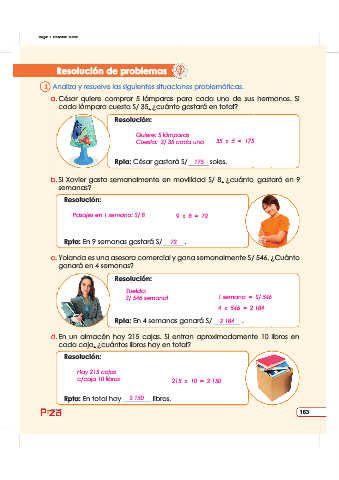 Resolución de problemas
1 Analiza y resuelve las siguientes situaciones problemáticas.
a. César quiere comprar 5 lámparas para cada uno de sus hermanos. Si
cada lámpara cuesta S/ 35, ¿cuánto gastará en total?
Resolución:
Quiere: 5 lámparas
Cuesta: S/ 35 cada una
35 x 5 = 175
Rpta: César gastará S/ 175 soles.
b. Si Xavier gasta semanalmente en movilidad S/ 8, ¿cuánto gastará en 9
semanas?
Resolución:
Pasajes en 1 semana: S/ 8
9 x 8 = 72
Rpta: En 9 semanas gastará S/ 72 .
c. Yolanda es una asesora comercial y gana semanalmente S/ 546. ¿Cuánto
ganará en 4 semanas?
Resolución:
Sueldo:
S/ 546 semanal
1 semana = S/ 546
4 x 546 = 2 184
Rpta: En 4 semanas ganará S/ 2 184 .
d. En un almacén hay 215 cajas. Si entran aproximadamente 10 libros en
cada caja, ¿cuántos libros hay en total?
Resolución:
Hay 215 cajas
c/caja 10 libros
215 x 10 = 2 150
Rpta: En total hay 2 150 libros.
163